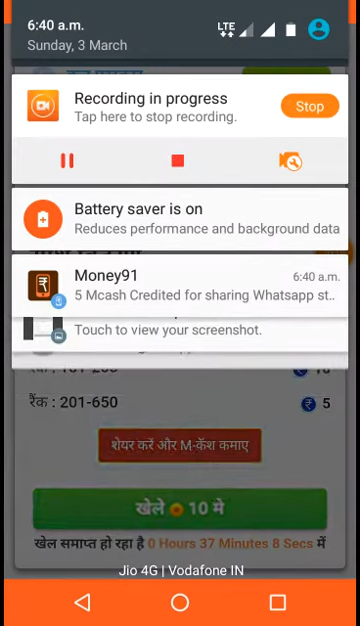 6:40 a.m.
LTE
Sunday, 3 March
Recording in progress
Tap here to stop recording.
Stop
Battery saver is on
Reduces performance and background data
Money91
6:40 a.m.
5 Mcash Credited for sharing Whatsapp st..
Touch to view your screenshot.
रैंक : 201-650
5
शेयर करें और M-कॅश कमाए
खेले 10 मे
खेल समाप्त हो रहा है 0 Hours 37 Minutes 8 Secs में
Jio 4G | Vodafone IN